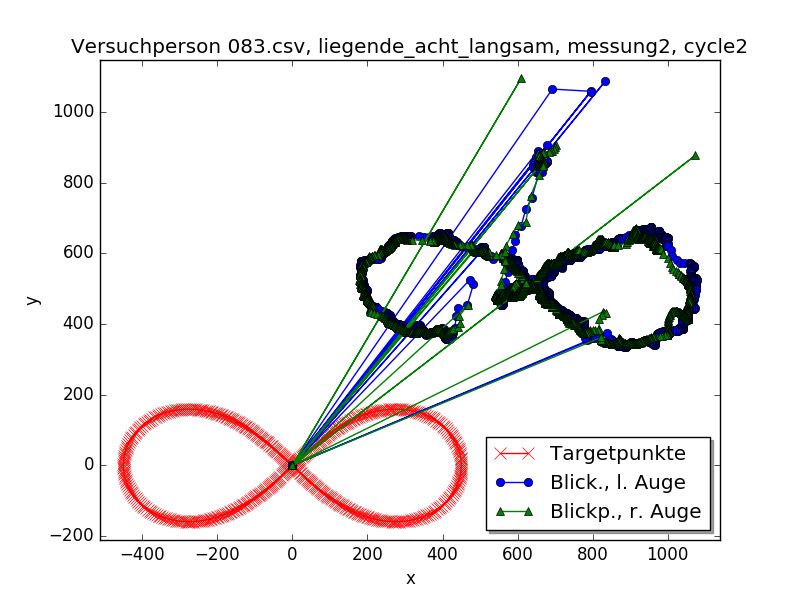 Versuchperson 083.csv, liegende_acht_langsam, messung2, cycle2
y
1000
800
600
400
200
0
−200
−400
−200
0
200
400
600
800
1000
x
Targetpunkte
Blick., l. Auge
Blickp., r. Auge